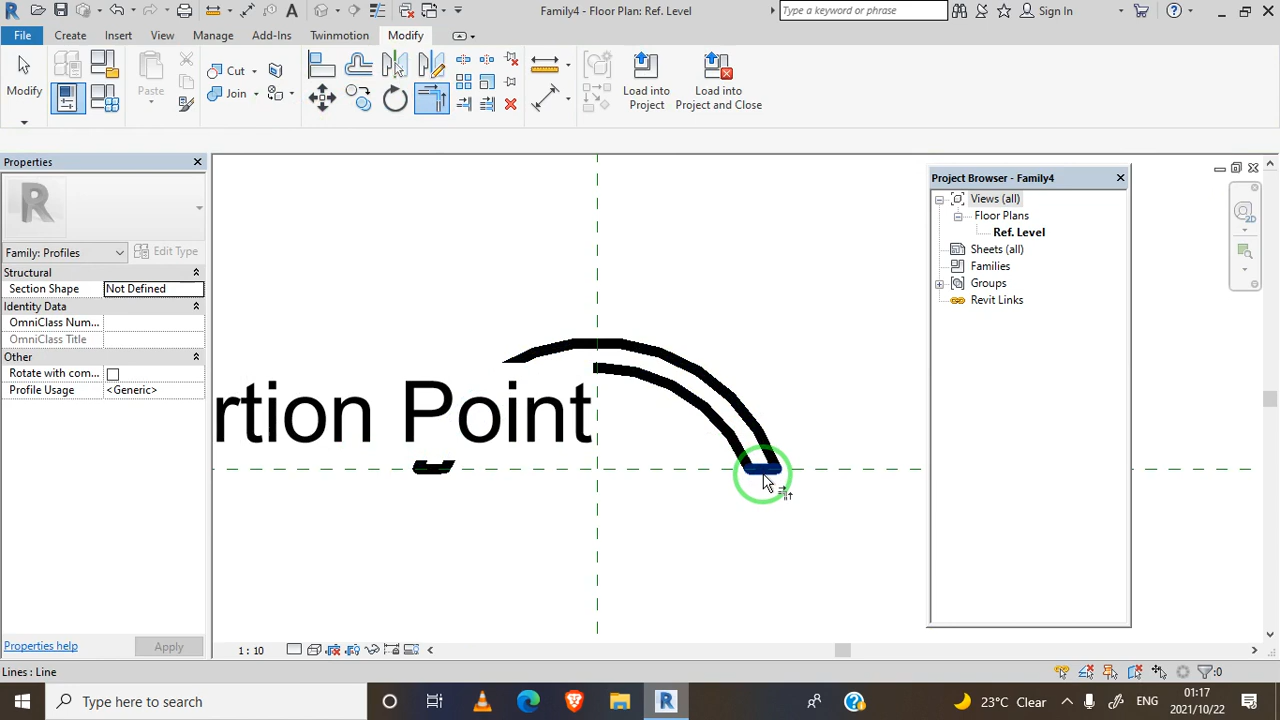 Family4 - Floor Plan: Ref. Level
Type a keyword or phrase
Sign In
File
Create
Insert
View
Manage
Add-Ins
Twinmotion
Modify
Modify
Paste
Cut
Join
Load into
Project
Load into
Project and Close
Properties
R
Family: Profiles
Edit Type
Structural
Section Shape
Not Defined
Identity Data
OmniClass Num...
OmniClass Title
Other
Rotate with com...
Profile Usage
<Generic>
Properties help
Apply
rtion Point
Project Browser - Family4
Views (all)
Floor Plans
Ref. Level
Sheets (all)
Families
Groups
Revit Links
1 : 10
Lines : Line
:0
Type here to search
23°C Clear
ENG
01:17
2021/10/22